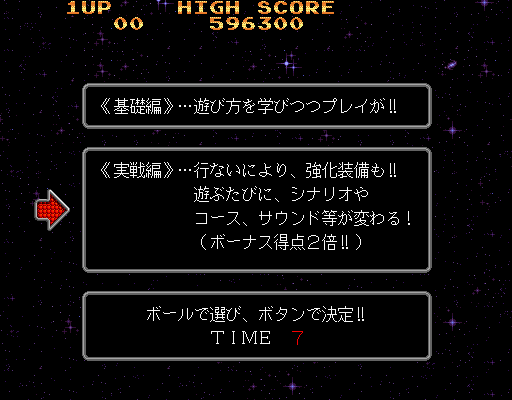 1UP HIGH SCORE
00 596300
《基礎編》…遊び方を学びつつプレイが!!
《実戦編》…行ないにより、強化装備も!!
遊ぶたびに、シナリオや
コース、サウンド等が変わる!
(ボーナス得点2倍!!)
ボールで選び、ボタンで決定!!
TIME 7